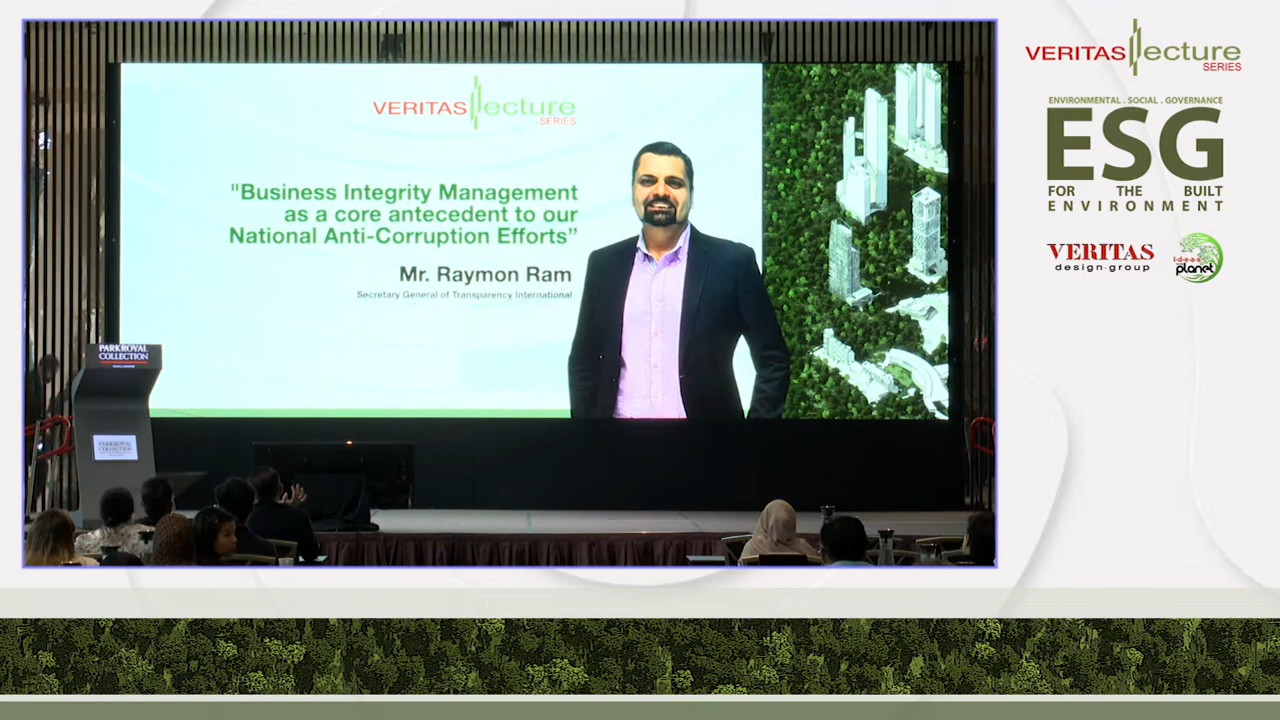 VERITAS lecture
SERIES
"Business Integrity Management
as a core antecedent to our
National Anti-Corruption Efforts”
Mr. Raymon Ram
Secretary General of Transparency International
PARKROYAL
COLLECTION
PARKROYAL
COLLECTION
VERITAS lecture
SERIES
ENVIRONMENTAL . SOCIAL . GOVERNANCE
ESG
FOR THE BUILT
ENVIRONMENT
VERITAS
design·group
ideas
planet